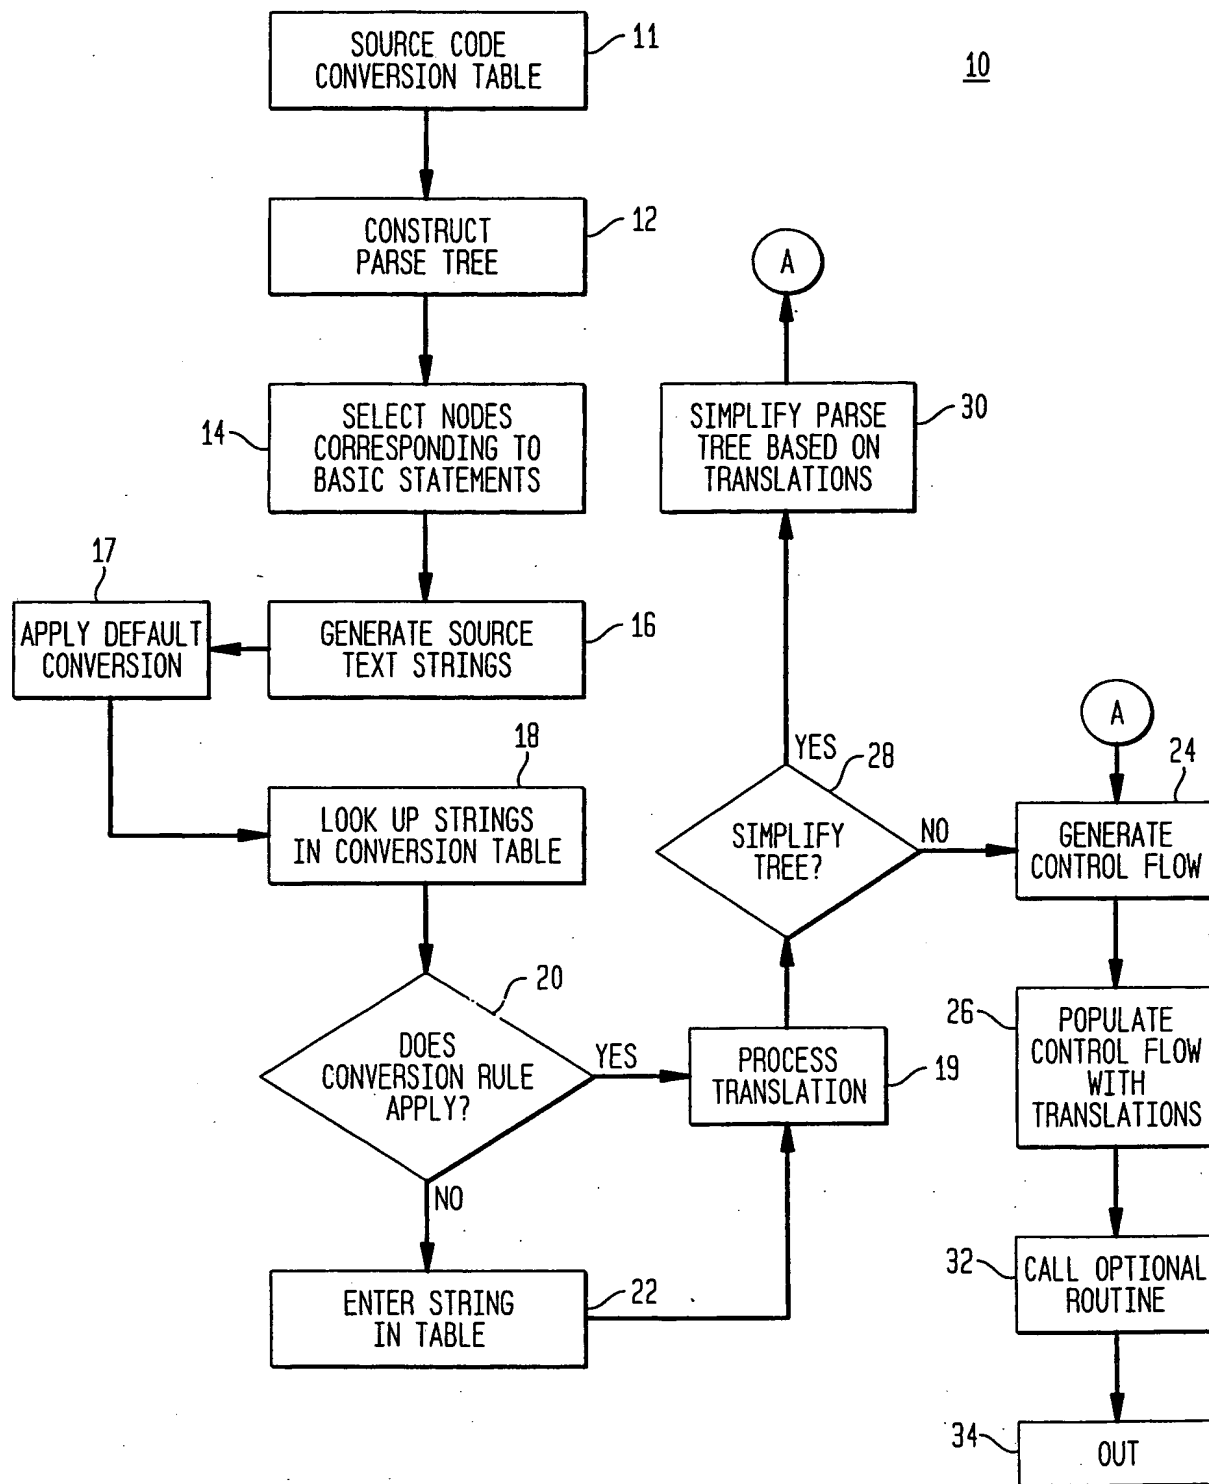 SOURCE CODE
CONVERSION TABLE
11
10
CONSTRUCT
PARSE TREE
12
SELECT NODES
CORRESPONDING TO
BASIC STATEMENTS
14
GENERATE SOURCE
TEXT STRINGS
16
17
APPLY DEFAULT
CONVERSION
18
LOOK UP STRINGS
IN CONVERSION TABLE
20
DOES
CONVERSION RULE
APPLY?
YES
NO
ENTER STRING
IN TABLE
22
PROCESS
TRANSLATION
19
SIMPLIFY
TREE?
28
YES
NO
SIMPLIFY PARSE
TREE BASED ON
TRANSLATIONS
30
A
A
24
GENERATE
CONTROL FLOW
26
POPULATE
CONTROL FLOW
WITH
TRANSLATIONS
32
CALL OPTIONAL
ROUTINE
34
OUT